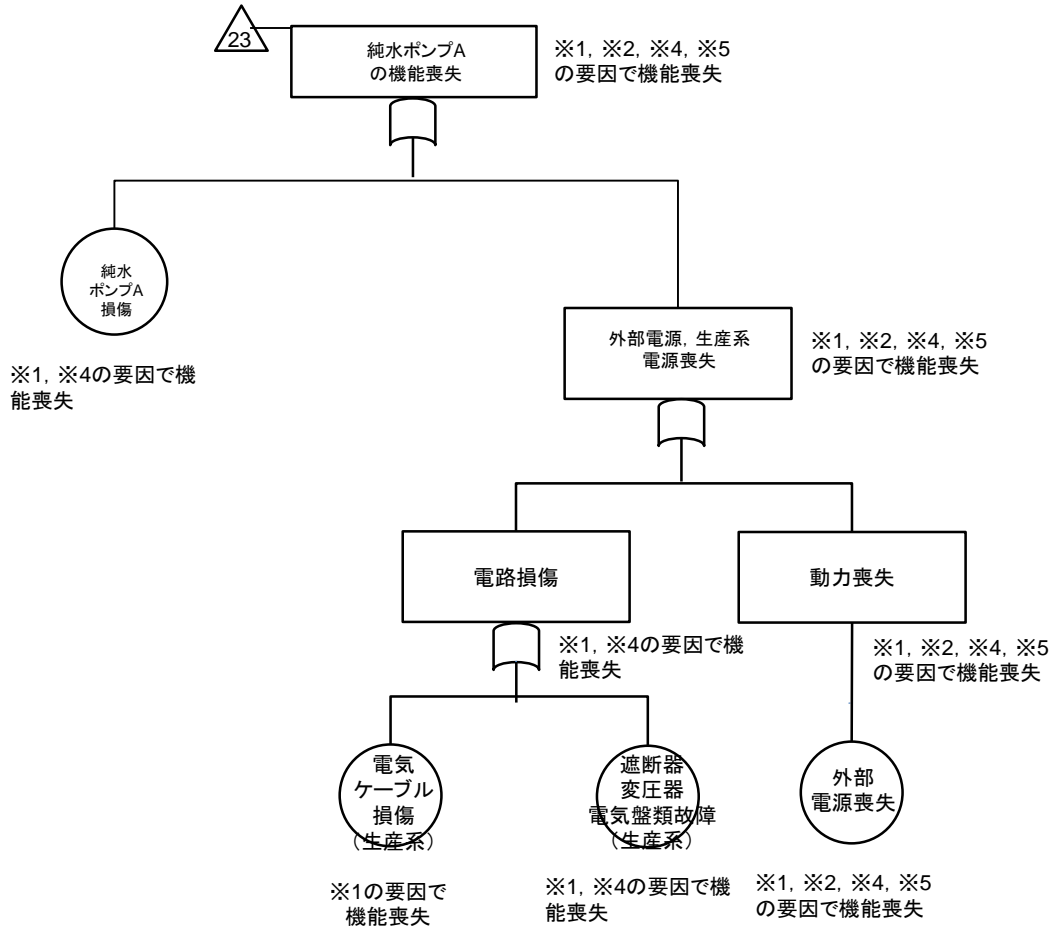 23
純水ポンプA
の機能喪失
※1, ※2, ※4, ※5
の要因で機能喪失
純水
ポンプA
損傷
※1, ※4の要因で機
能喪失
外部電源, 生産系
電源喪失
※1, ※2, ※4, ※5
の要因で機能喪失
電路損傷
※1, ※4の要因で機
能喪失
動力喪失
※1, ※2, ※4, ※5
の要因で機能喪失
電気
ケーブル
損傷
（生産系）
※1の要因で
機能喪失
遮断器
変圧器
電気盤類故障
（生産系）
※1, ※4の要因で機
能喪失
外部
電源喪失
※1, ※2, ※4, ※5
の要因で機能喪失